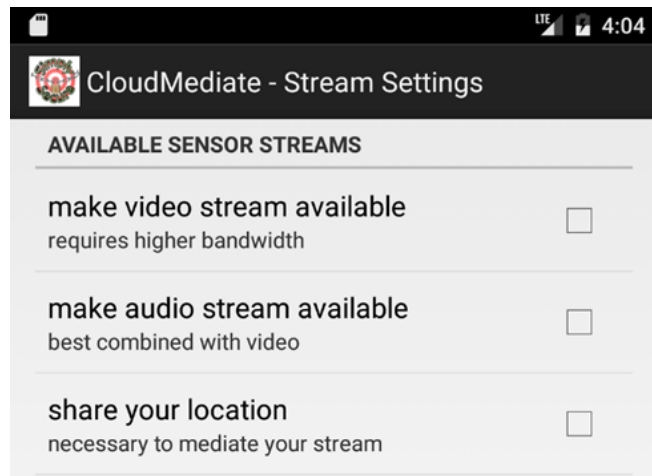 LTE 4:04
CloudMediate - Stream Settings
AVAILABLE SENSOR STREAMS
make video stream available
requires higher bandwidth
make audio stream available
best combined with video
share your location
necessary to mediate your stream